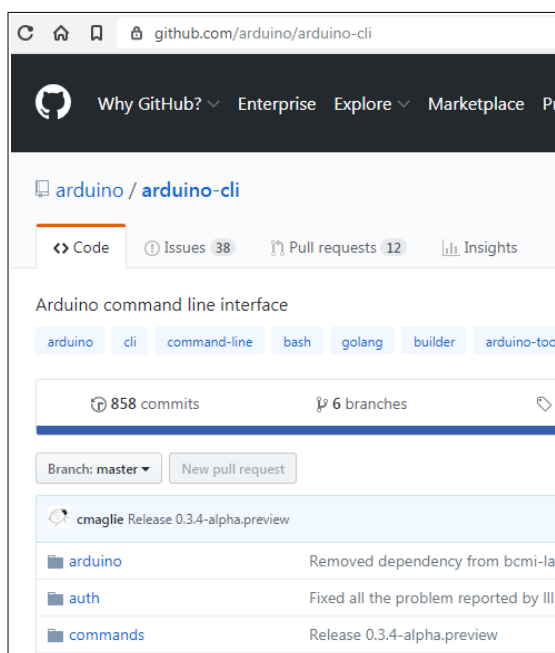 github.com/arduino/arduino-cli
Why GitHub? Enterprise Explore Marketplace
arduino / arduino-cli
Code Issues 38 Pull requests 12 Insights
Arduino command line interface
arduino cli command-line bash golang builder arduino-too
858 commits 6 branches
Branch: master New pull request
cmaglie Release 0.3.4-alpha.preview
arduino Removed dependency from bcmi-la
auth Fixed all the problem reported by
commands Release 0.3.4-alpha.preview